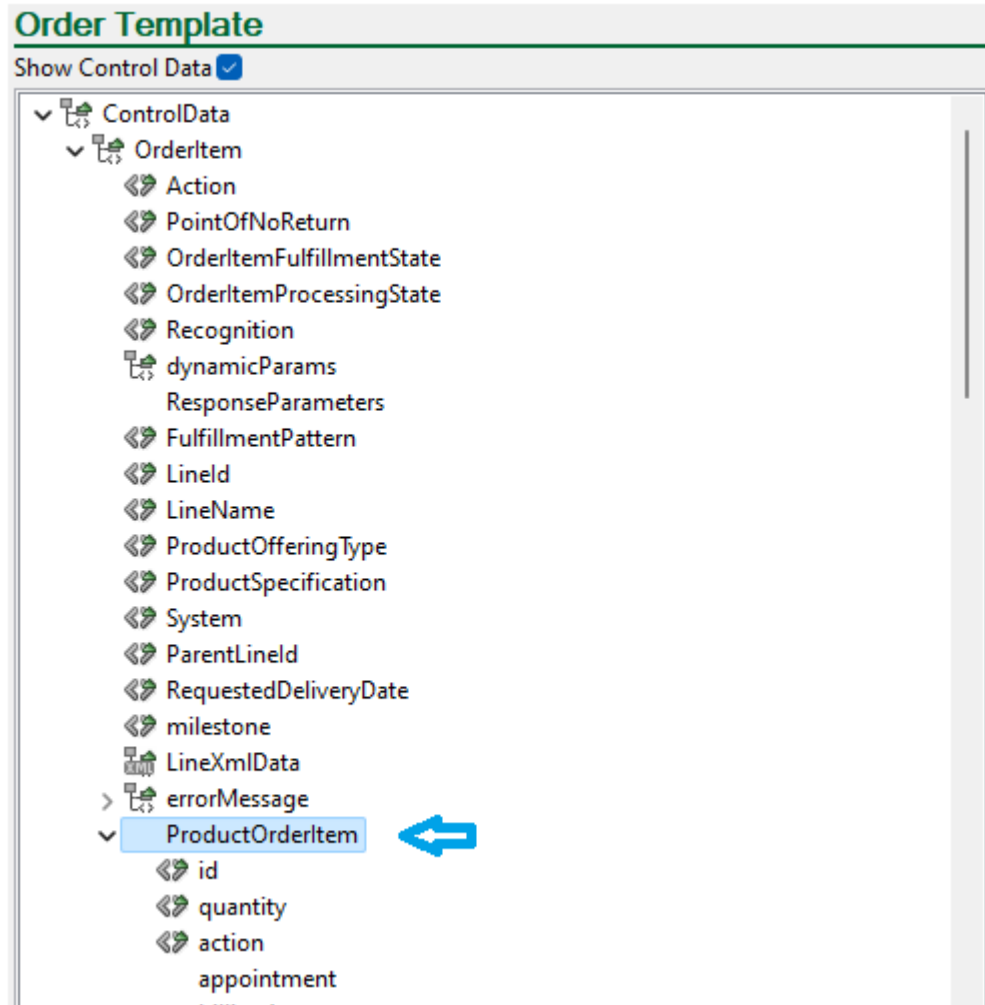 Order Template
Show Control Data
ControlData
OrderItem
Action
PointOfNoReturn
OrderItemFulfillmentState
OrderItemProcessingState
Recognition
dynamicParams
ResponseParameters
FulfillmentPattern
LineId
LineName
ProductOfferingType
ProductSpecification
System
ParentLineId
RequestedDeliveryDate
milestone
LineXmlData
errorMessage
ProductOrderItem
id
quantity
action
appointment